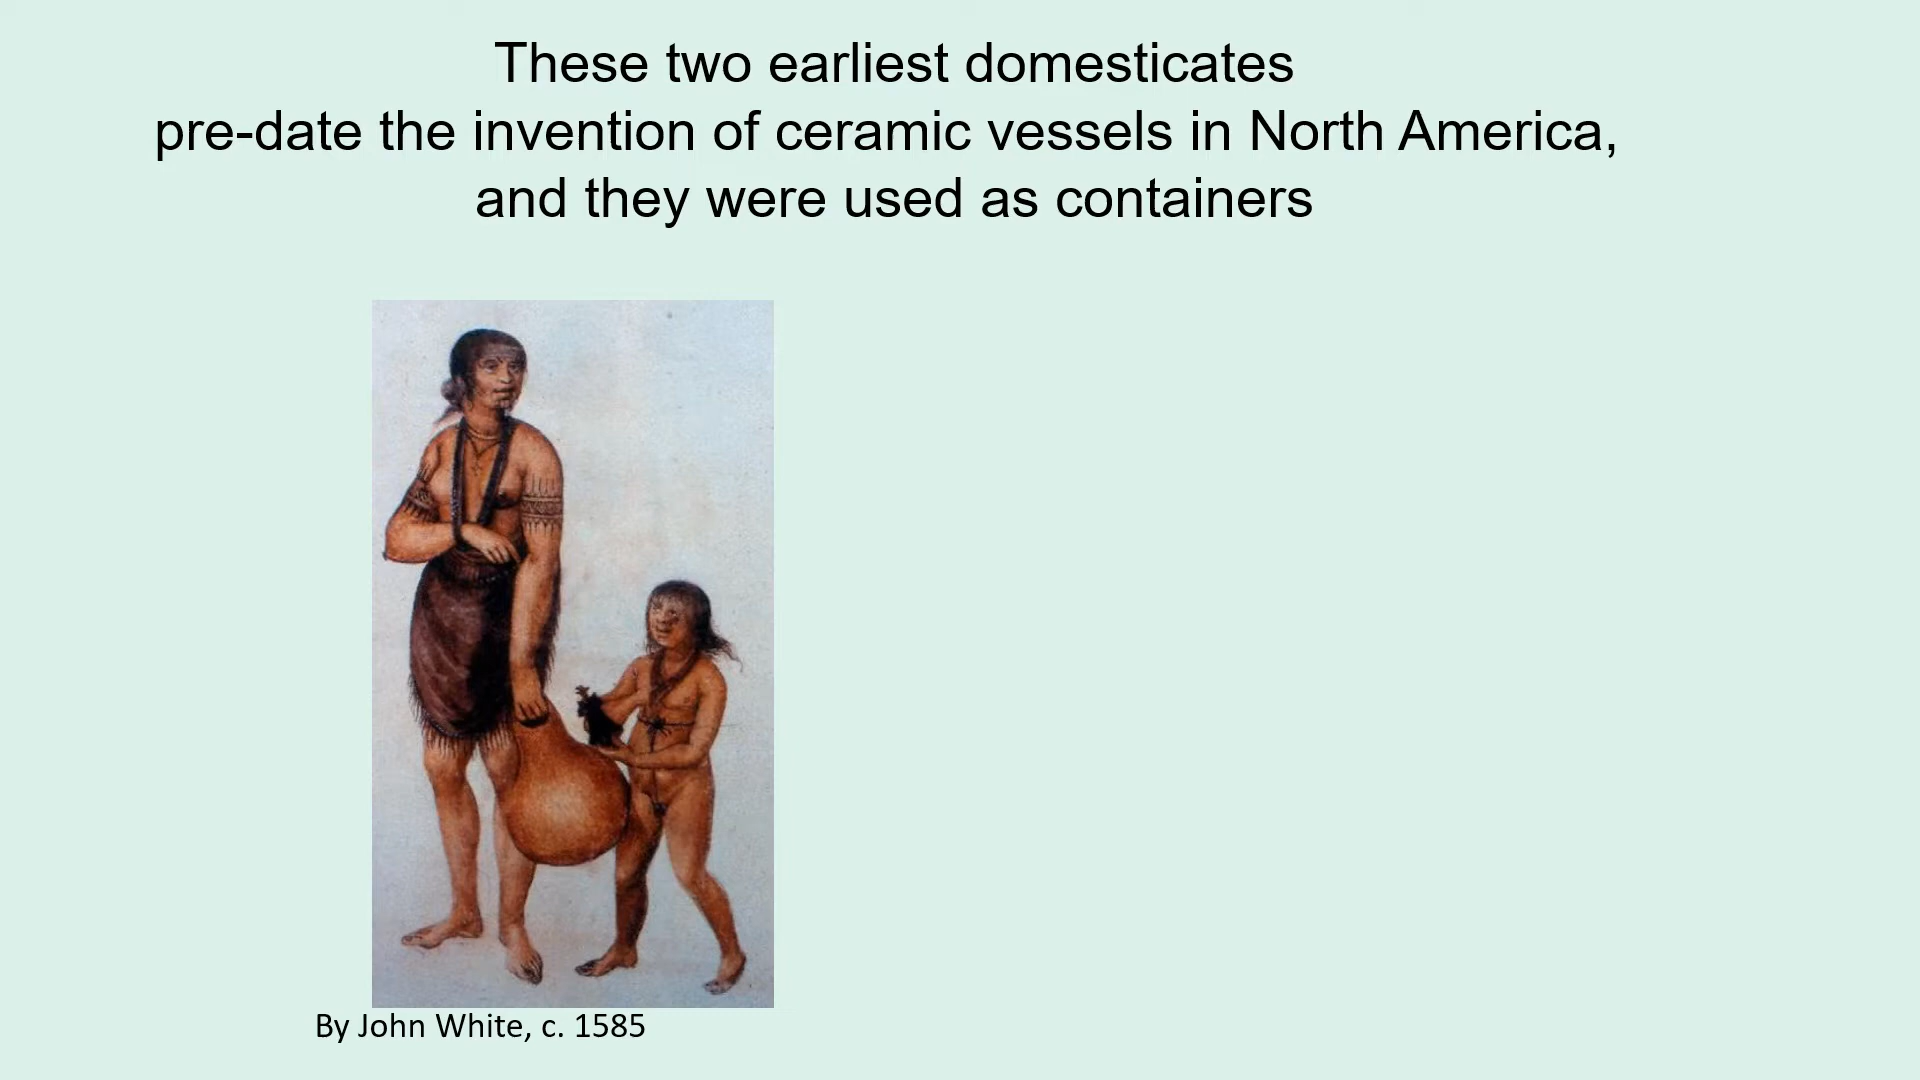 These two earliest domesticates
pre-date the invention of ceramic vessels in North America,
and they were used as containers
By John White, c. 1585